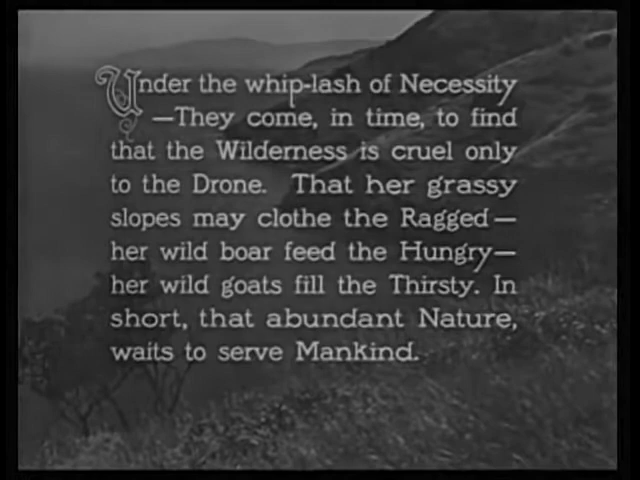 Under the whip-lash of Necessity
—They come, in time, to find
that the Wilderness is cruel only
to the Drone. That her grassy
slopes may clothe the Ragged—
her wild boar feed the Hungry—
her wild goats fill the Thirsty. In
short, that abundant Nature,
waits to serve Mankind.